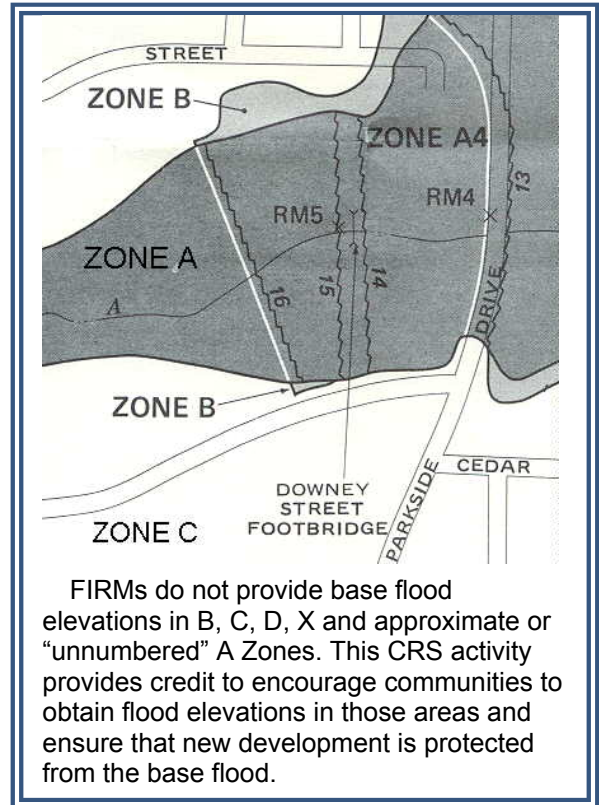 STREET
ZONE B
ZONE A4
RM5
RM4
13
ZONE A
A
16
15
14
DRIVE
ZONE B
DOWNEY
STREET
FOOTBRIDGE
PARKSIDE
CEDAR
ZONE C
FIRMs do not provide base flood
elevations in B, C, D, X and approximate or
“unnumbered” A Zones. This CRS activity
provides credit to encourage communities to
obtain flood elevations in those areas and
ensure that new development is protected
from the base flood.